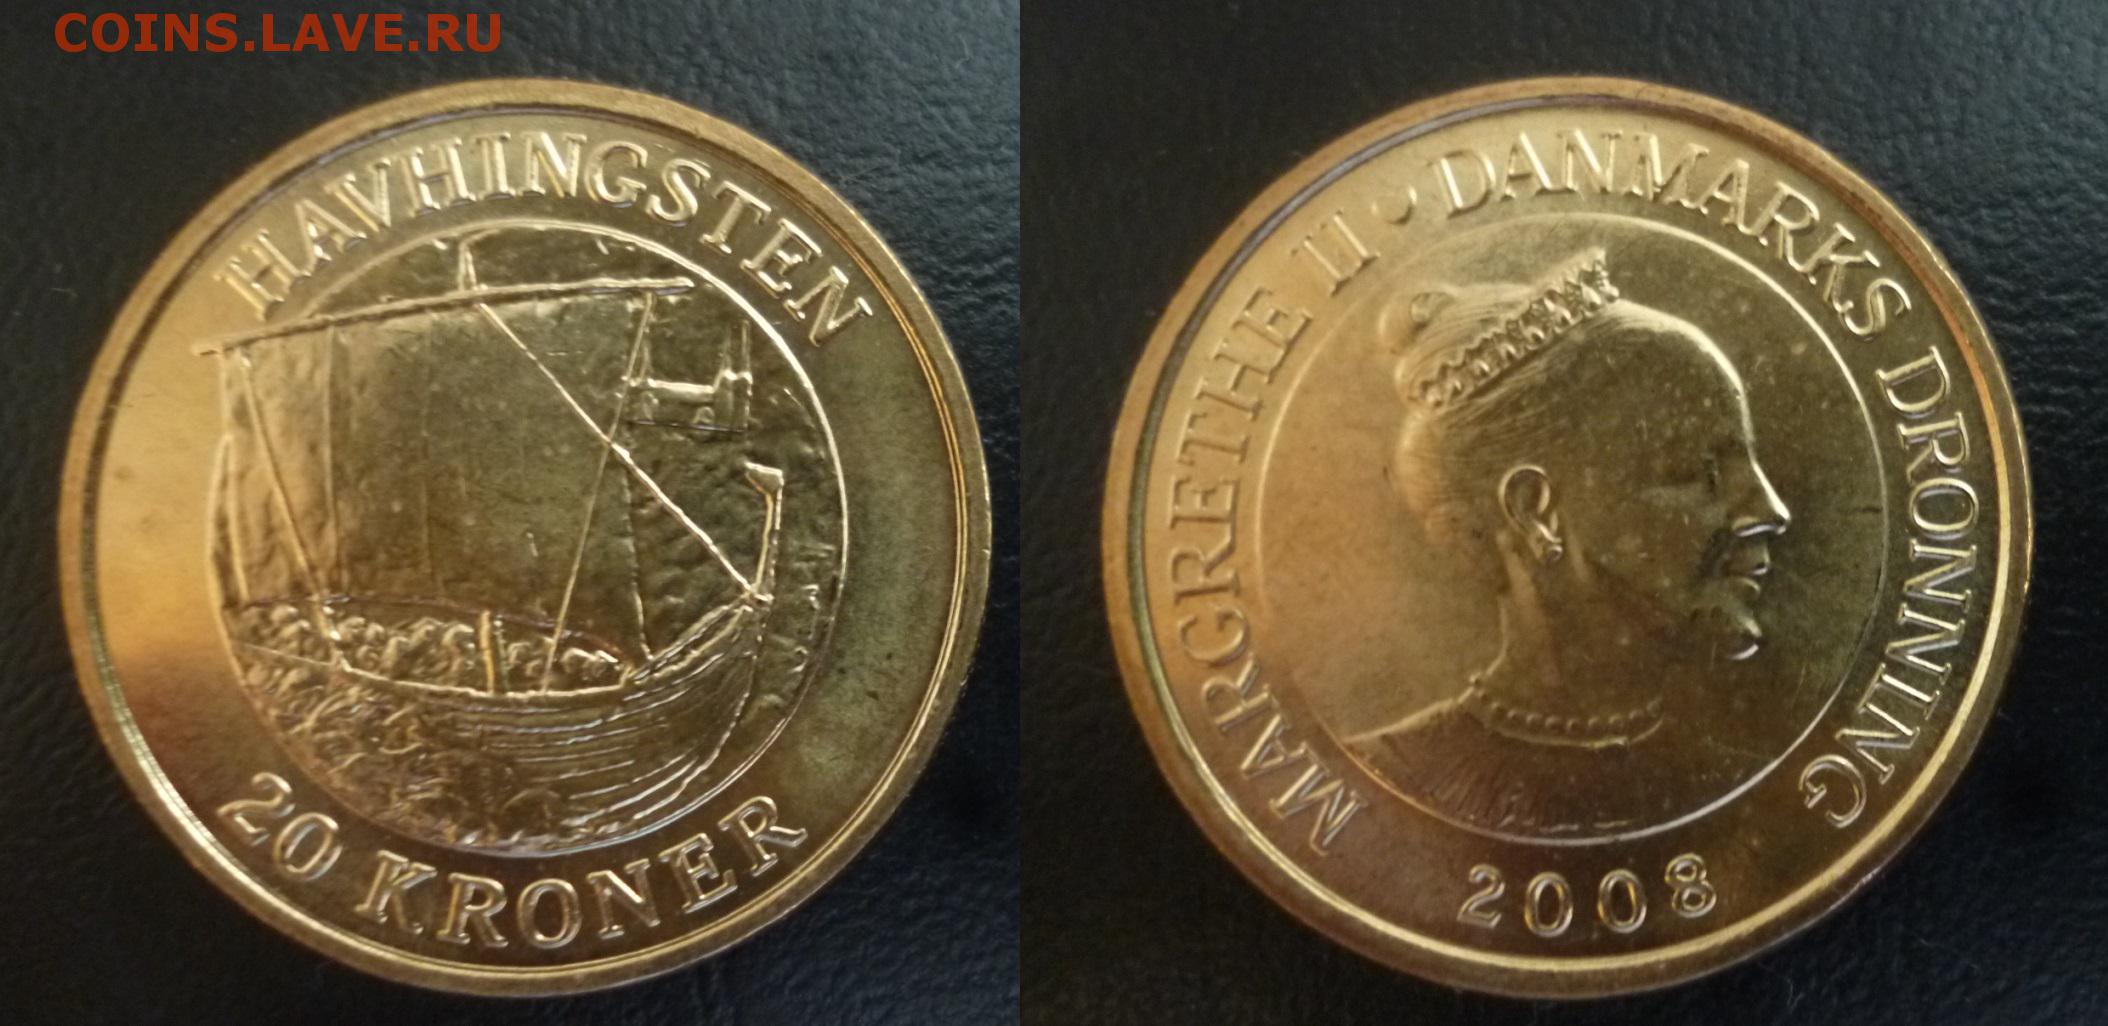 COINS.LAVE.RU
HAVHINGSTEN
20 KRONER
MARGRETHE II DANMARKS DRONNING
2008